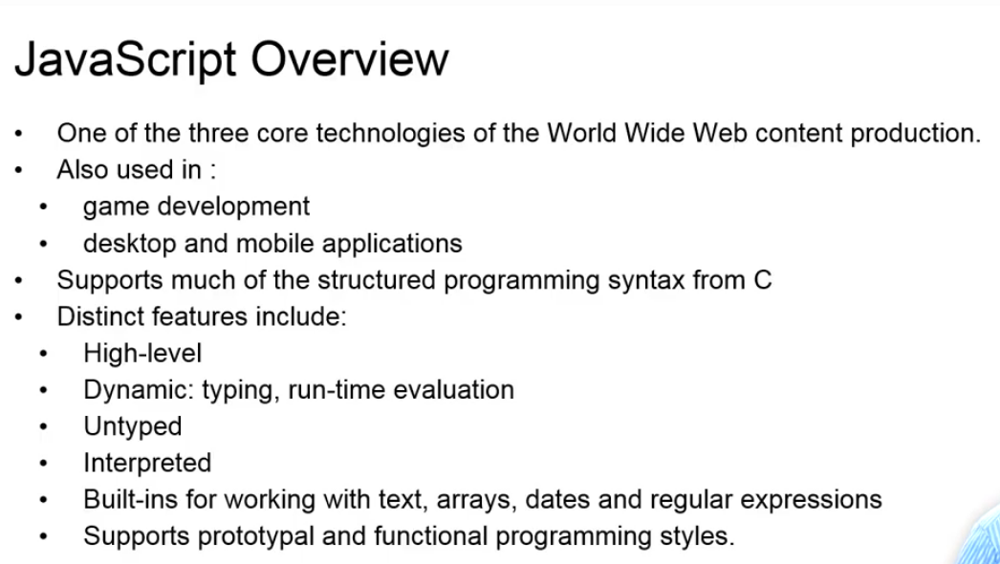 JavaScript Overview
• One of the three core technologies of the World Wide Web content production.
• Also used in :
• game development
• desktop and mobile applications
• Supports much of the structured programming syntax from C
• Distinct features include:
• High-level
• Dynamic: typing, run-time evaluation
• Untyped
• Interpreted
• Built-ins for working with text, arrays, dates and regular expressions
• Supports prototypal and functional programming styles.